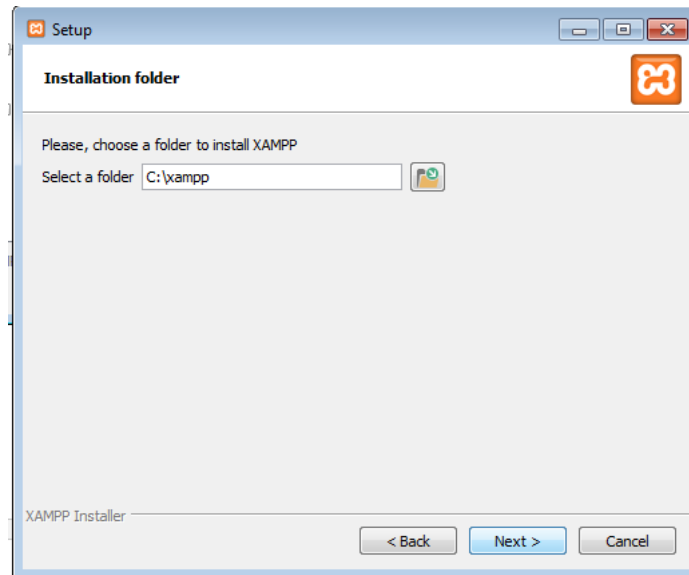 Setup
Installation folder
Please, choose a folder to install XAMPP
Select a folder C:\xampp
XAMPP Installer
< Back Next > Cancel